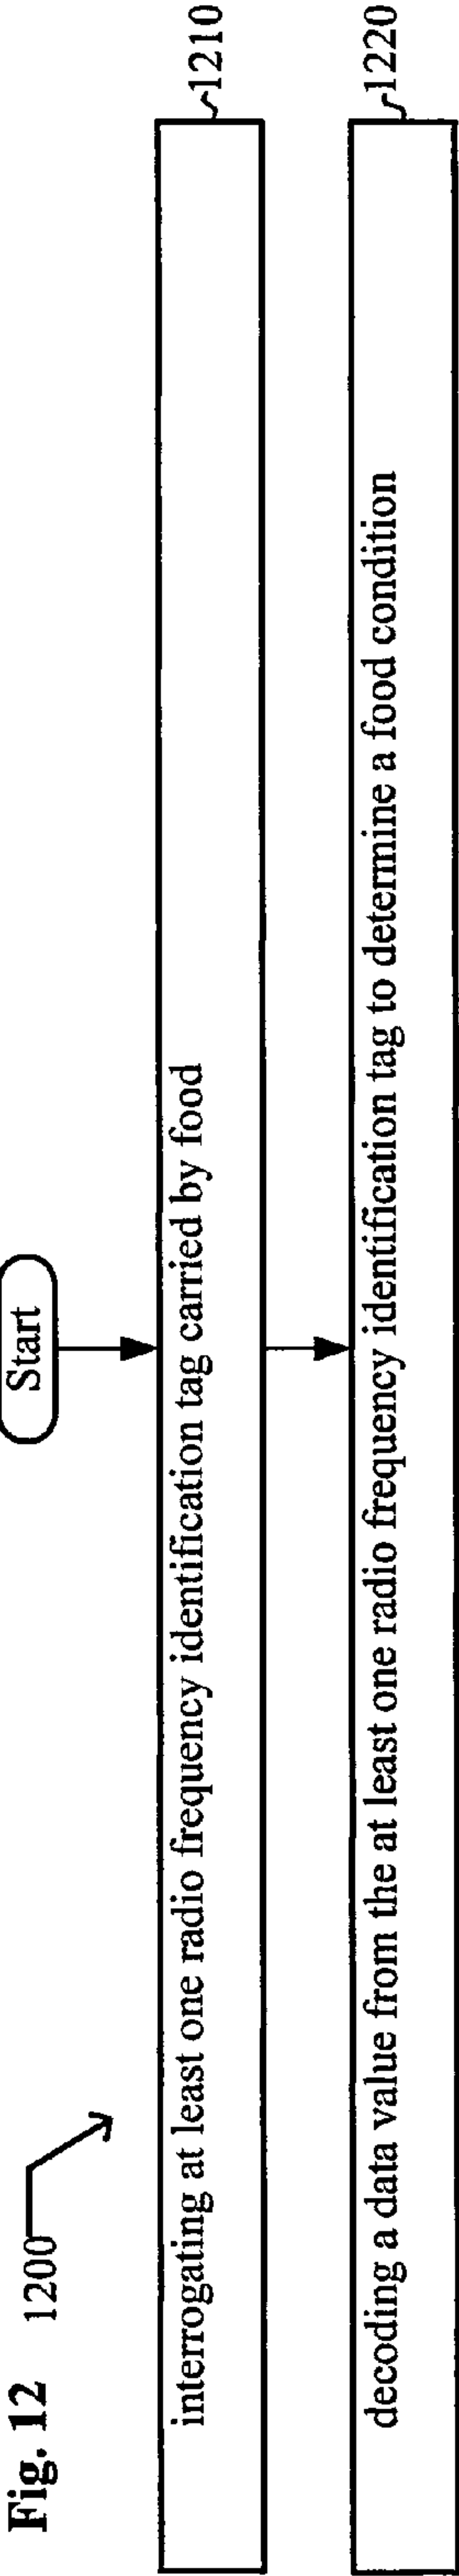 Fig. 12
1200
Start
interrogating at least one radio frequency identification tag carried by food
1210
decoding a data value from the at least one radio frequency identification tag to determine a food condition
1220